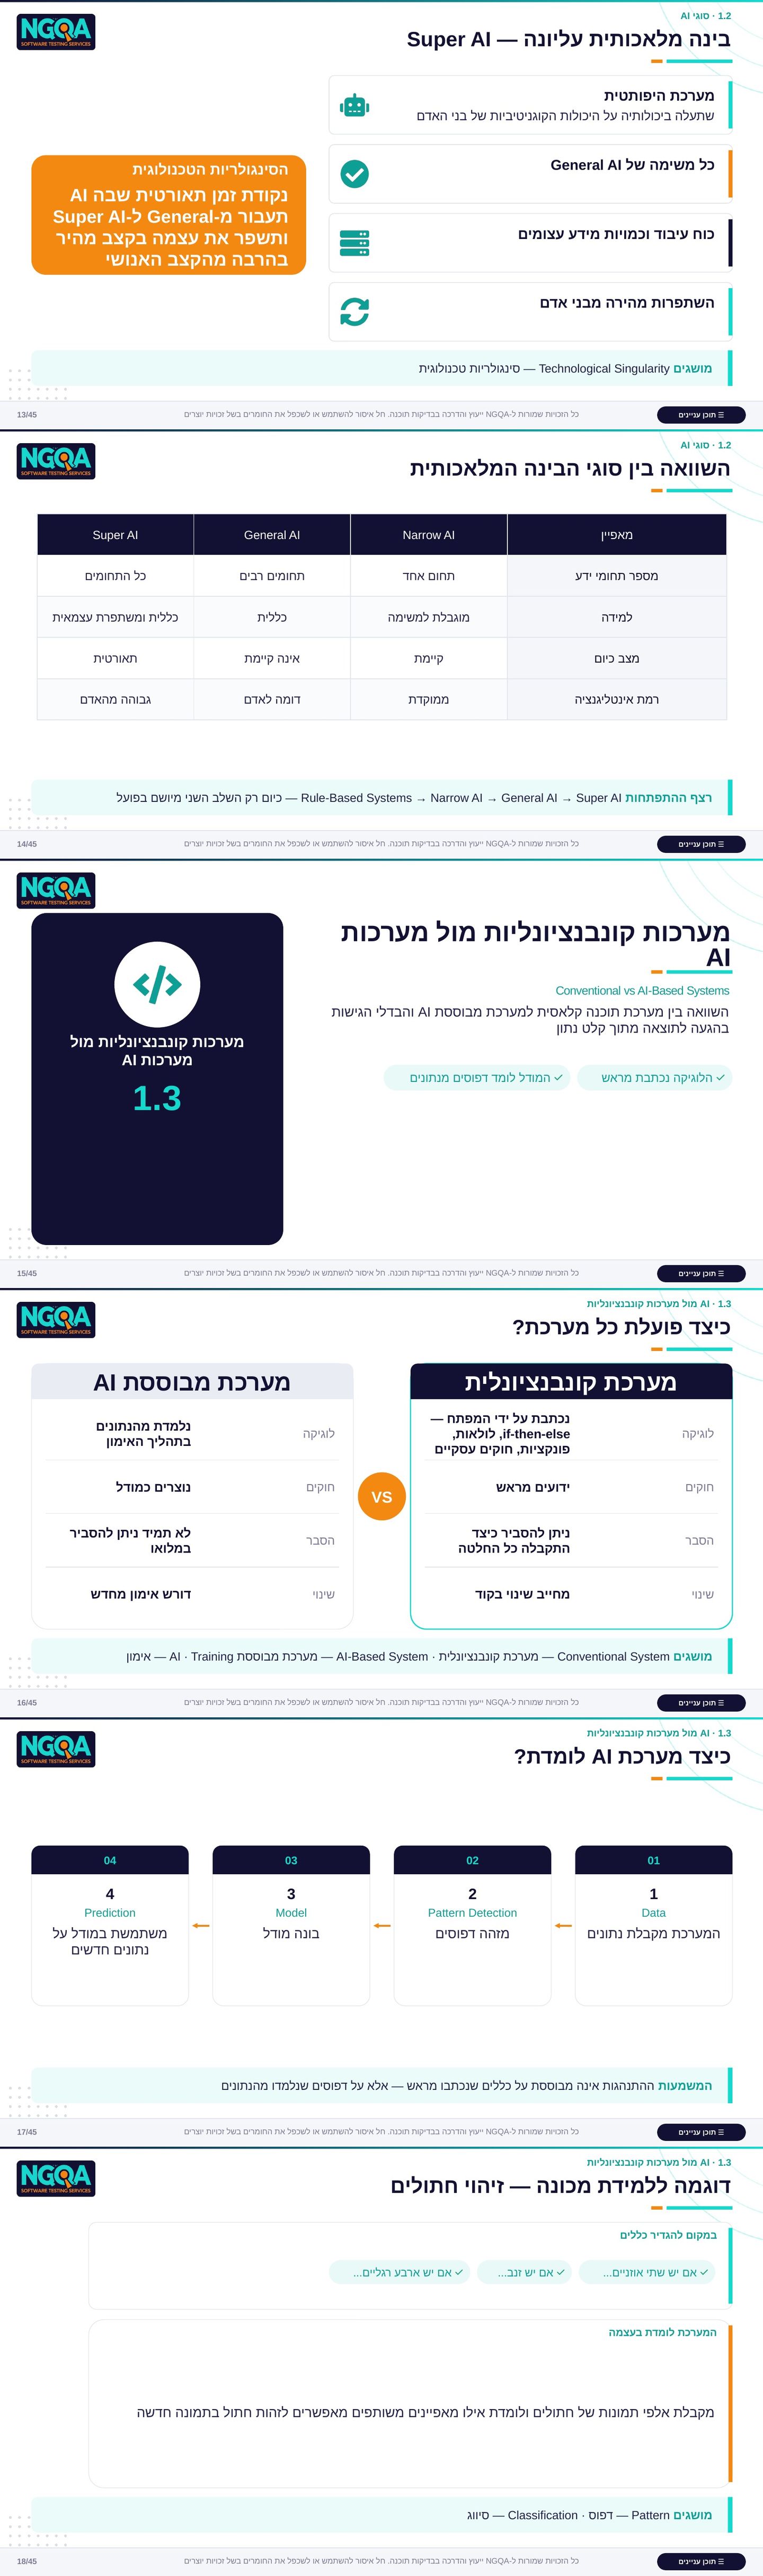 1.2 · סוגי AI
NGQA
SOFTWARE TESTING SERVICES
בינה מלאכותית עליונה — Super AI
מערכת היפותטית
שתעלה ביכולותיה על היכולות הקוגניטיביות של בני האדם
כל משימה של General AI
כוח עיבוד וכמויות מידע עצומים
השתפרות מהירה מבני אדם
הסינגולריות הטכנולוגית
נקודת זמן תאורטית שבה AI
תעבור מ-General ל-Super AI
ותשפר את עצמה בקצב מהיר
בהרבה מהקצב האנושי
מושגים Technological Singularity — סינגולריות טכנולוגית
☰ תוכן עניינים
כל הזכויות שמורות ל-NGQA ייעוץ והדרכה בבדיקות תוכנה. חל איסור להשתמש או לשכפל את החומרים בשל זכויות יוצרים
13/45
1.2 · סוגי AI
NGQA
SOFTWARE TESTING SERVICES
השוואה בין סוגי הבינה המלאכותית
מאפיין Narrow AI General AI Super AI
מספר תחומי ידע תחום אחד תחומים רבים כל התחומים
למידה מוגבלת למשימה כללית כללית ומשתפרת עצמאית
מצב כיום קיימת אינה קיימת תאורטית
רמת אינטליגנציה ממוקדת דומה לאדם גבוהה מהאדם
רצף ההתפתחות Rule-Based Systems → Narrow AI → General AI → Super AI — כיום רק השלב השני מיושם בפועל
☰ תוכן עניינים
כל הזכויות שמורות ל-NGQA ייעוץ והדרכה בבדיקות תוכנה. חל איסור להשתמש או לשכפל את החומרים בשל זכויות יוצרים
14/45
NGQA
SOFTWARE TESTING SERVICES
מערכות קונבנציונליות מול מערכות
AI
Conventional vs AI-Based Systems
השוואה בין מערכת תוכנה קלאסית למערכת מבוססת AI והבדלי הגישות
בהגעה לתוצאה מתוך קלט נתון
✓ הלוגיקה נכתבת מראש
✓ המודל לומד דפוסים מנתונים
</>
מערכות קונבנציונליות מול
מערכות AI
1.3
☰ תוכן עניינים
כל הזכויות שמורות ל-NGQA ייעוץ והדרכה בבדיקות תוכנה. חל איסור להשתמש או לשכפל את החומרים בשל זכויות יוצרים
15/45
1.3 · AI מול מערכות קונבנציונליות
NGQA
SOFTWARE TESTING SERVICES
כיצד פועלת כל מערכת?
מערכת קונבנציונלית
לוגיקה
נכתבת על ידי המפתח —
if-then-else, לולאות,
פונקציות, חוקים עסקיים
חוקים
ידועים מראש
הסבר
ניתן להסביר כיצד
התקבלה כל החלטה
שינוי
מחייב שינוי בקוד
VS
מערכת מבוססת AI
לוגיקה
נלמדת מהנתונים
בתהליך האימון
חוקים
נוצרים כמודל
הסבר
לא תמיד ניתן להסביר
במלואו
שינוי
דורש אימון מחדש
מושגים Conventional System — מערכת קונבנציונלית · AI-Based System — מערכת מבוססת AI · Training — אימון
☰ תוכן עניינים
כל הזכויות שמורות ל-NGQA ייעוץ והדרכה בבדיקות תוכנה. חל איסור להשתמש או לשכפל את החומרים בשל זכויות יוצרים
16/45
1.3 · AI מול מערכות קונבנציונליות
NGQA
SOFTWARE TESTING SERVICES
כיצד מערכת AI לומדת?
01
1
Data
המערכת מקבלת נתונים
02
2
Pattern Detection
מזהה דפוסים
03
3
Model
בונה מודל
04
4
Prediction
משתמשת במודל על
נתונים חדשים
המשמעות ההתנהגות אינה מבוססת על כללים שנכתבו מראש — אלא על דפוסים שנלמדו מהנתונים
☰ תוכן עניינים
כל הזכויות שמורות ל-NGQA ייעוץ והדרכה בבדיקות תוכנה. חל איסור להשתמש או לשכפל את החומרים בשל זכויות יוצרים
17/45
1.3 · AI מול מערכות קונבנציונליות
NGQA
SOFTWARE TESTING SERVICES
דוגמה ללמידת מכונה — זיהוי חתולים
במקום להגדיר כללים
✓ אם יש שתי אוזניים...
✓ אם יש זנב...
✓ אם יש ארבע רגליים...
המערכת לומדת בעצמה
מקבלת אלפי תמונות של חתולים ולומדת אילו מאפיינים משותפים מאפשרים לזהות חתול בתמונה חדשה
מושגים Pattern — דפוס · Classification — סיווג
☰ תוכן עניינים
כל הזכויות שמורות ל-NGQA ייעוץ והדרכה בבדיקות תוכנה. חל איסור להשתמש או לשכפל את החומרים בשל זכויות יוצרים
18/45